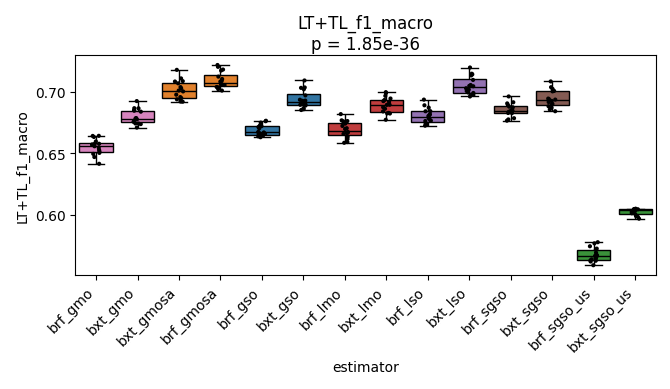 LT+TL_f1_macro
p = 1.85e-36
LT+TL_f1_macro
0.70
0.65
0.60
brf_gmo
bxt_gmo
bxt_gmosa
brf_gmosa
brf_gso
bxt_gso
brf_lmo
bxt_lmo
brf_lso
bxt_lso
brf_sgso
bxt_sgso
brf_sgso_us
bxt_sgso_us
estimator